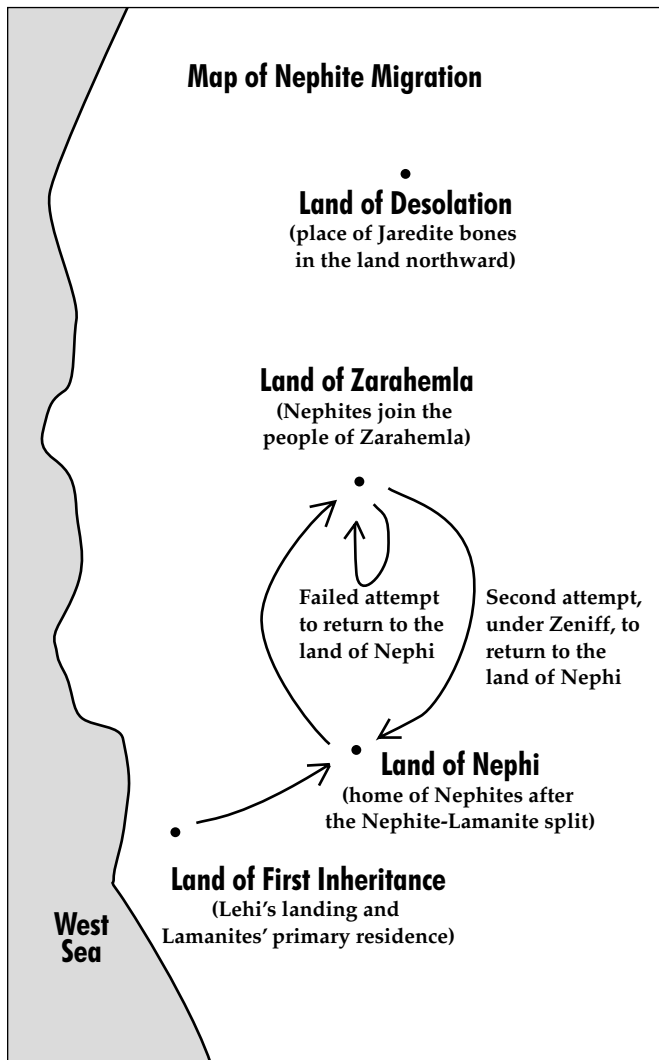 Map of Nephite Migration
Land of Desolation
(place of Jaredite bones
in the land northward)
Land of Zarahemla
(Nephites join the
people of Zarahemla)
Failed attempt
to return to the
land of Nephi
Second attempt,
under Zeniff, to
return to the
land of Nephi
Land of Nephi
(home of Nephites after
the Nephite-Lamanite split)
Land of First Inheritance
(Lehi’s landing and
Lamanites’ primary residence)
West
Sea